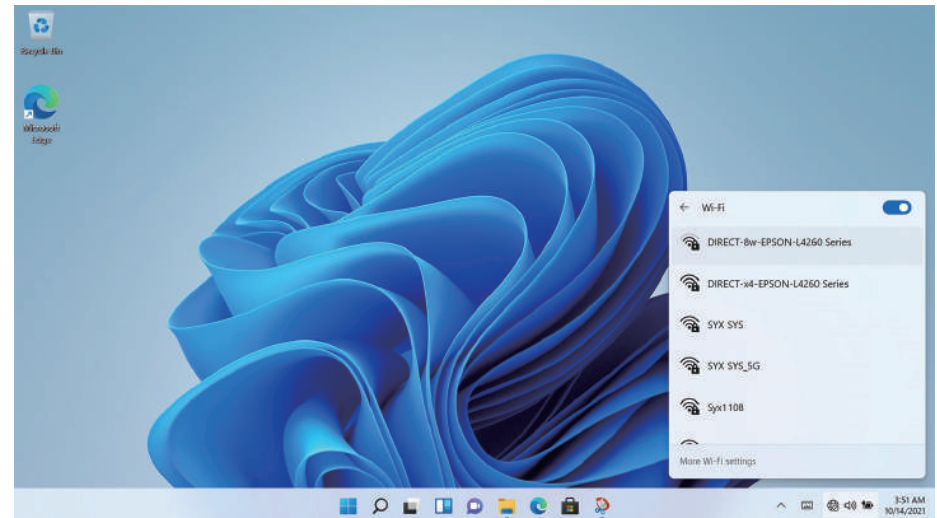 Recycle Bin
Microsoft
Edge
Wi-Fi
DIRECT-8w-EPSON-L4260 Series
DIRECT-x4-EPSON-L4260 Series
SYX SYS
SYX SYS_5G
Syx1108
More Wi-Fi settings
3:51 AM
10/14/2021